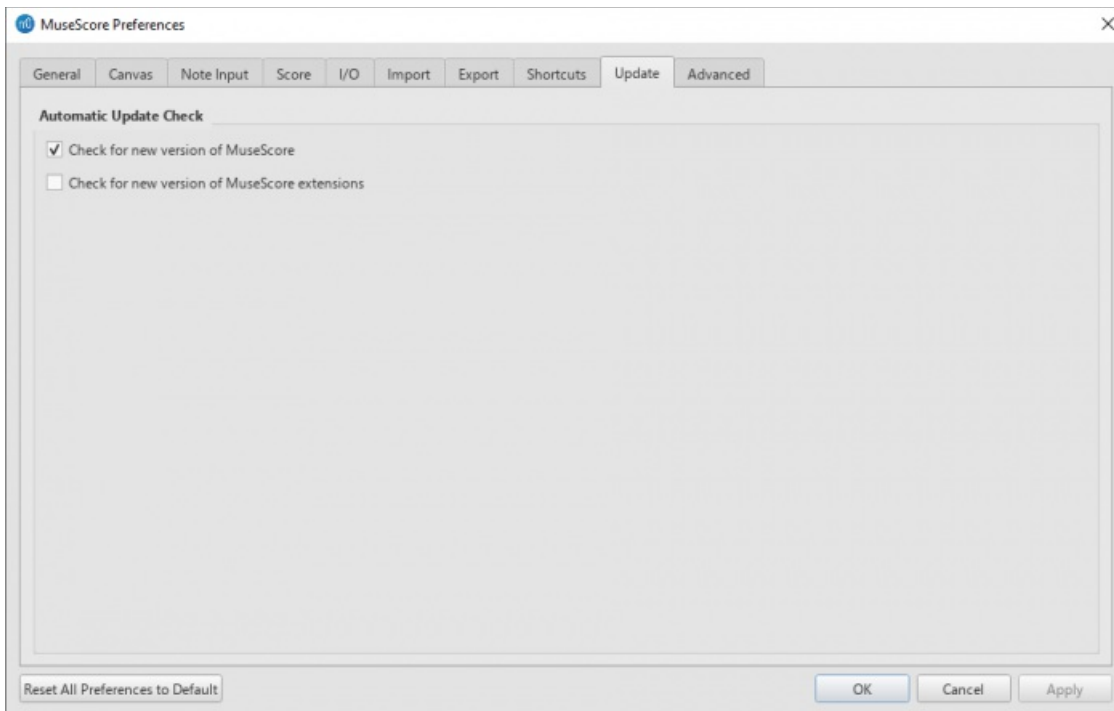 MuseScore Preferences
General Canvas Note Input Score I/O Import Export Shortcuts Update Advanced
Automatic Update Check
Check for new version of MuseScore
Check for new version of MuseScore extensions
Reset All Preferences to Default OK Cancel Apply